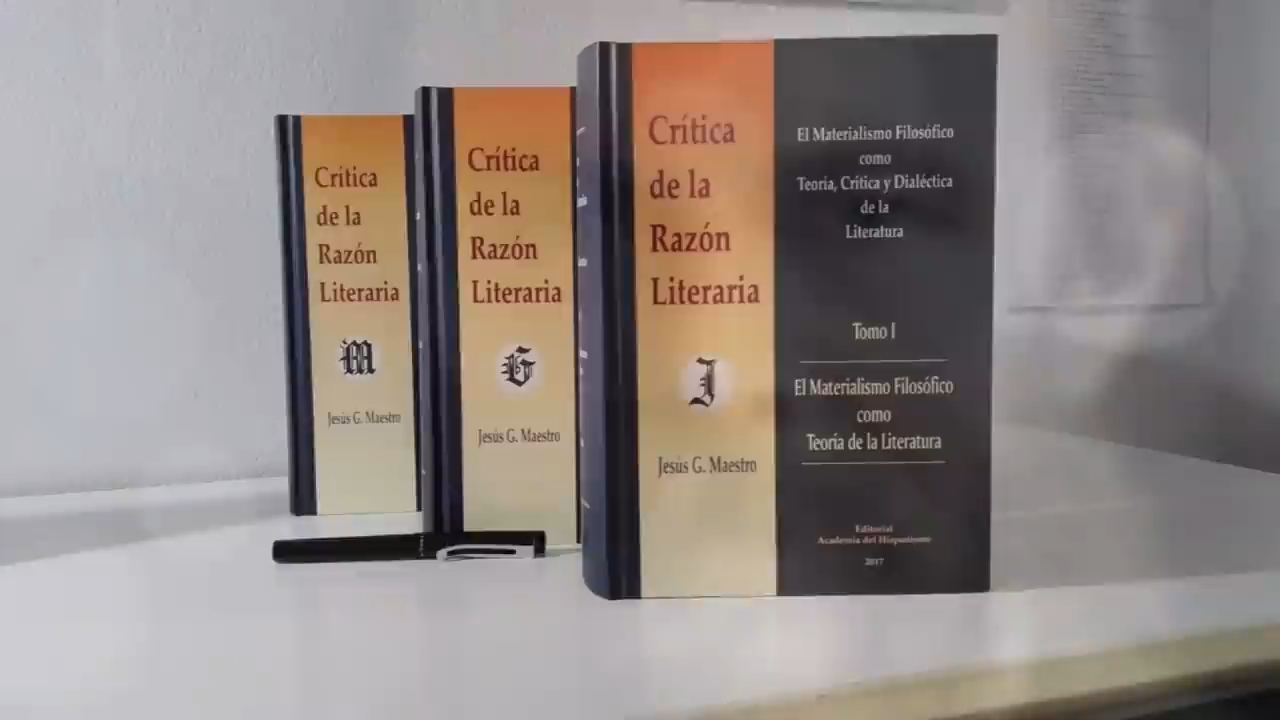 Crítica
de la
Razón
Literaria
M
Jesús G. Maestro
Crítica
de la
Razón
Literaria
G
Jesús G. Maestro
Crítica
de la
Razón
Literaria
J
Jesús G. Maestro
El Materialismo Filosófico
como
Teoría, Crítica y Dialéctica
de la
Literatura
Tomo I
El Materialismo Filosófico
como
Teoría de la Literatura
Editorial
Academia del Hispanismo
2017